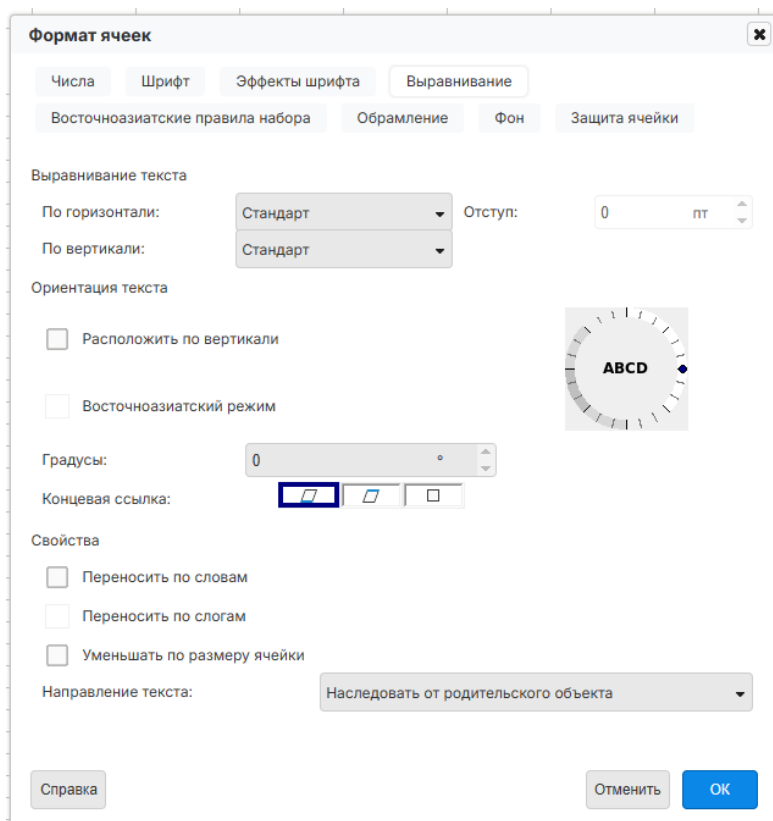 Формат ячеек
Числа Шрифт Эффекты шрифта Выравнивание
Восточноазиатские правила набора Обрамление Фон Защита ячейки
Выравнивание текста
По горизонтали: Стандарт Отступ: 0 пт
По вертикали: Стандарт
Ориентация текста
Расположить по вертикали
ABCD
Восточноазиатский режим
Градусы: 0 °
Концевая ссылка:
Свойства
Переносить по словам
Переносить по слогам
Уменьшать по размеру ячейки
Направление текста: Наследовать от родительского объекта
Справка Отменить OK